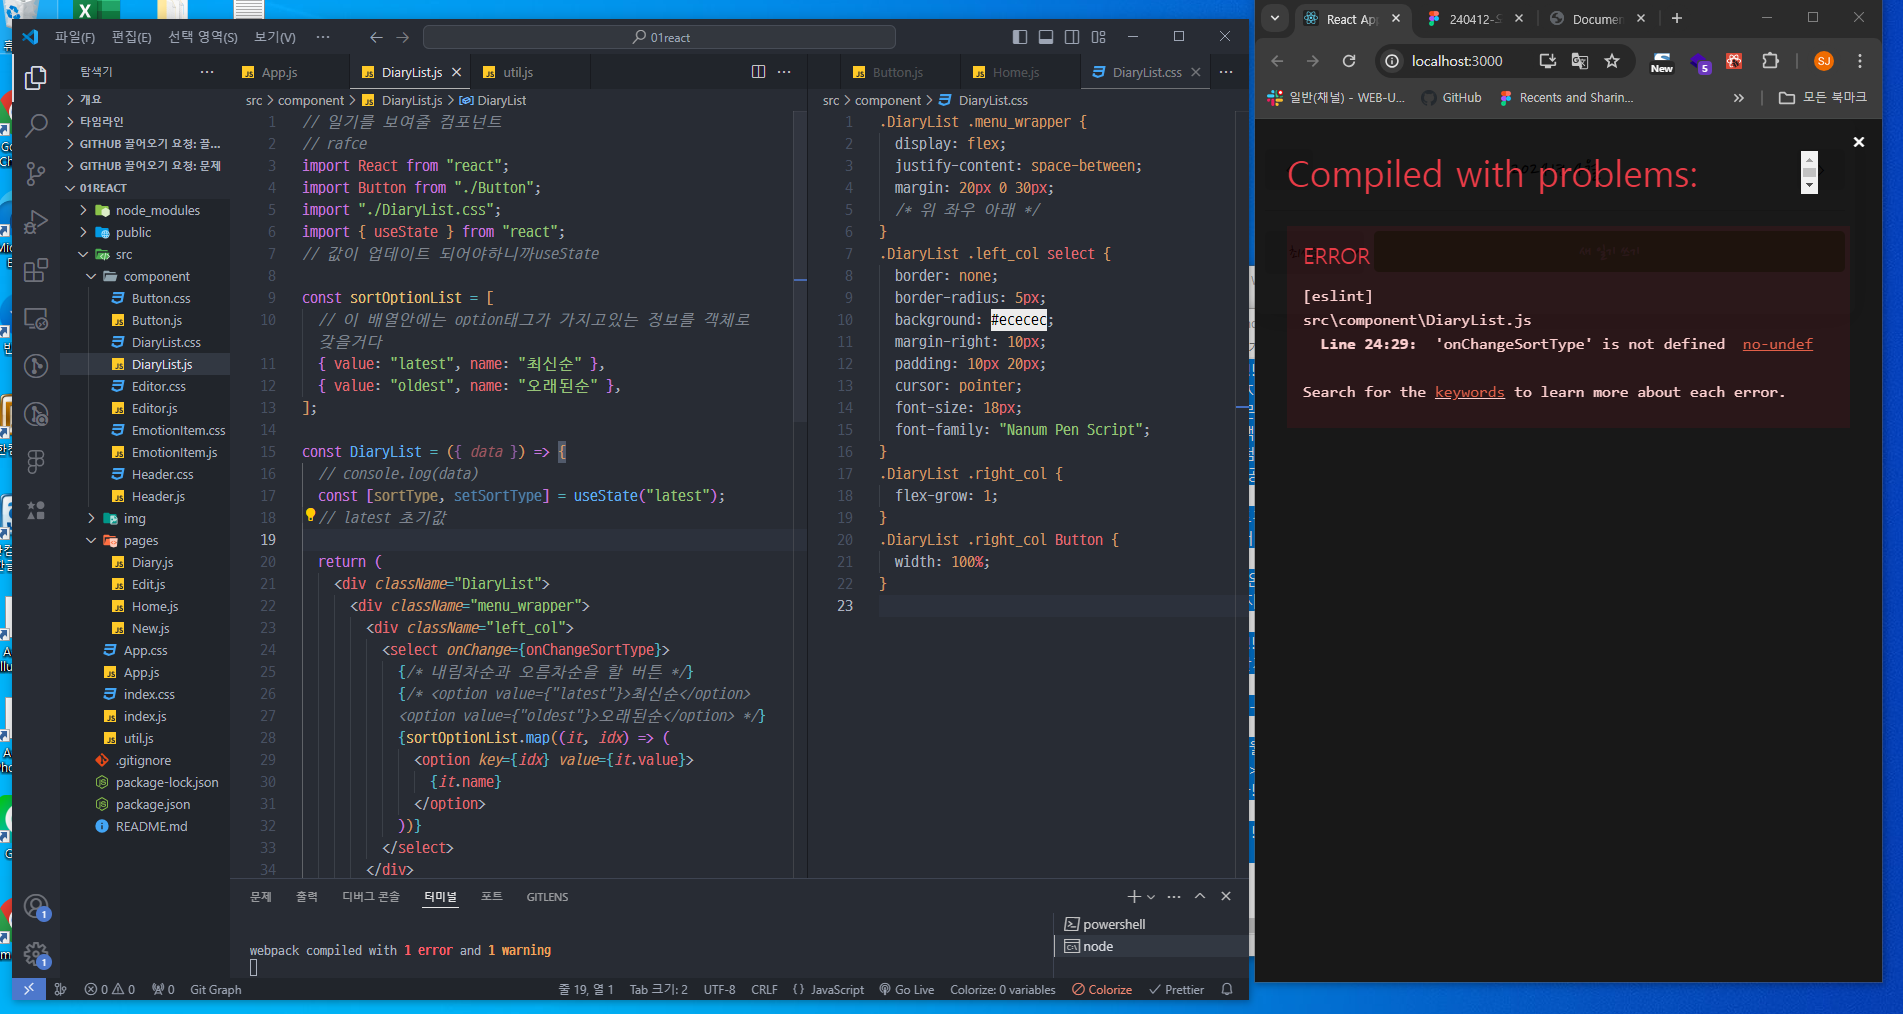 파일(F) 편집(E) 선택 영역(S) 보기(V) ··· 01react
탐색기 ···
개요
타임라인
GITHUB 끌어오기 요청: 끌...
GITHUB 끌어오기 요청: 문제
01REACT
node_modules
public
src
component
Button.css
Button.js
DiaryList.css
DiaryList.js
Editor.css
Editor.js
EmotionItem.css
EmotionItem.js
Header.css
Header.js
img
pages
Diary.js
Edit.js
Home.js
New.js
App.css
App.js
index.css
index.js
util.js
.gitignore
package-lock.json
package.json
README.md
App.js DiaryList.js util.js
src > component > DiaryList.js > DiaryList
1 // 일기를 보여줄 컴포넌트
2 // rafce
3 import React from "react";
4 import Button from "./Button";
5 import "./DiaryList.css";
6 import { useState } from "react";
7 // 값이 업데이트 되어야하니까useState
8
9 const sortOptionList = [
10 // 이 배열안에는 option태그가 가지고있는 정보를 객체로
갖을거다
11 { value: "latest", name: "최신순" },
12 { value: "oldest", name: "오래된순" },
13 ];
14
15 const DiaryList = ({ data }) => {
16 // console.log(data)
17 const [sortType, setSortType] = useState("latest");
18 // latest 초기값
19
20 return (
21 <div className="DiaryList">
22 <div className="menu_wrapper">
23 <div className="left_col">
24 <select onChange={onChangeSortType}>
25 {/* 내림차순과 오름차순을 할 버튼 */}
26 {/* <option value={"latest"}>최신순</option>
27 <option value={"oldest"}>오래된순</option> */}
28 {sortOptionList.map((it, idx) => (
29 <option key={idx} value={it.value}>
30 {it.name}
31 </option>
32 ))}
33 </select>
34 </div>
Button.js Home.js DiaryList.css
src > component > DiaryList.css
1 .DiaryList .menu_wrapper {
2 display: flex;
3 justify-content: space-between;
4 margin: 20px 0 30px;
5 /* 위 좌우 아래 */
6 }
7 .DiaryList .left_col select {
8 border: none;
9 border-radius: 5px;
10 background: #ececec;
11 margin-right: 10px;
12 padding: 10px 20px;
13 cursor: pointer;
14 font-size: 18px;
15 font-family: "Nanum Pen Script";
16 }
17 .DiaryList .right_col {
18 flex-grow: 1;
19 }
20 .DiaryList .right_col Button {
21 width: 100%;
22 }
23
문제 출력 디버그 콘솔 터미널 포트 GITLENS
webpack compiled with 1 error and 1 warning
powershell
node
0 0 0 Git Graph 줄 19, 열 1 Tab 크기: 2 UTF-8 CRLF {} JavaScript Go Live Colorize: 0 variables Colorize Prettier
React Ap 240412- Documen
localhost:3000 New 5 SJ
일반(채널) - WEB-U... GitHub Recents and Sharin... 모든 북마크
Compiled with problems:
ERROR
[eslint]
src\component\DiaryList.js
Line 24:29: 'onChangeSortType' is not defined no-undef
Search for the keywords to learn more about each error.